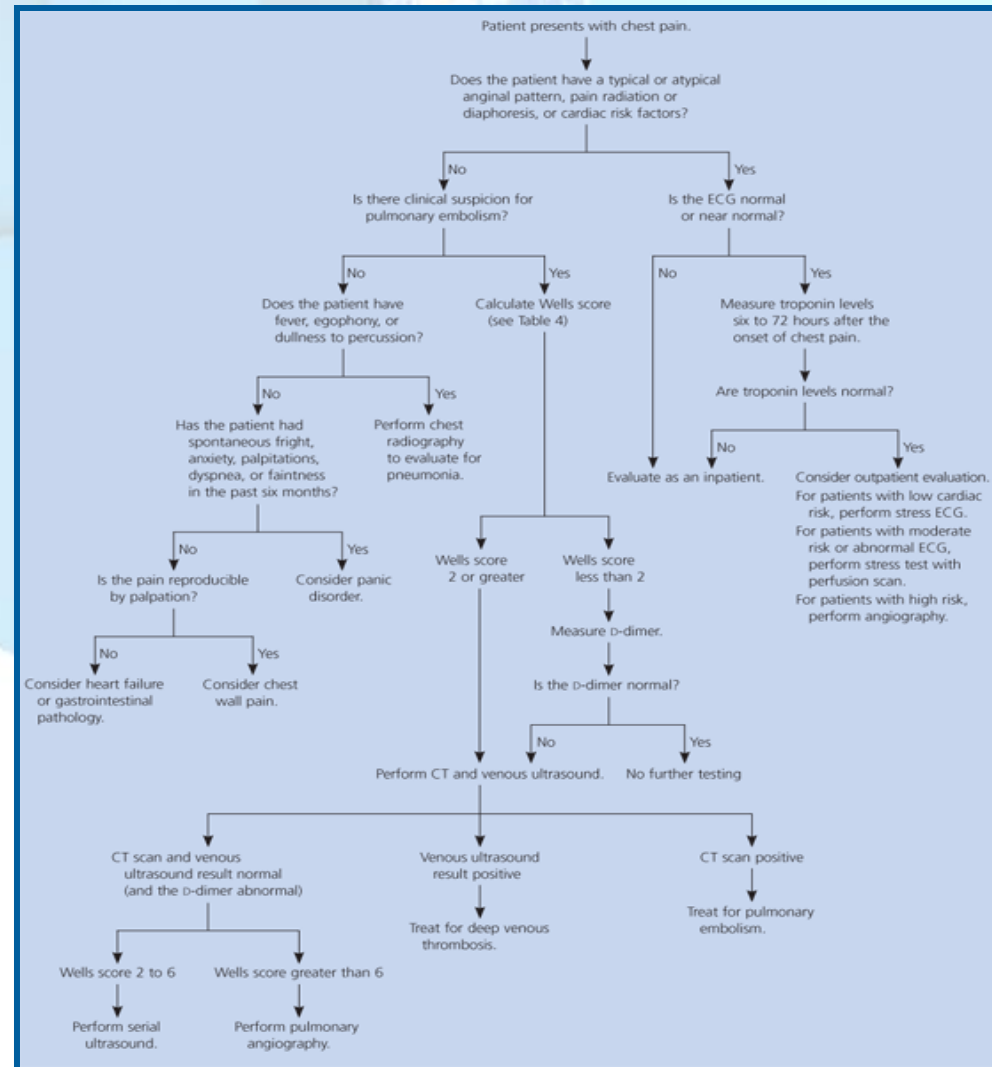 Patient presents with chest pain.
Does the patient have a typical or atypical
anginal pattern, pain radiation or
diaphoresis, or cardiac risk factors?
No
Yes
Is there clinical suspicion for
pulmonary embolism?
Is the ECG normal
or near normal?
No
Yes
No
Yes
Does the patient have
fever, egophony, or
dullness to percussion?
Calculate Wells score
(see Table 4)
Measure troponin levels
six to 72 hours after the
onset of chest pain.
No
Yes
Are troponin levels normal?
Has the patient had
spontaneous fright,
anxiety, palpitations,
dyspnea, or faintness
in the past six months?
Perform chest
radiography
to evaluate for
pneumonia.
No
Yes
Evaluate as an inpatient.
Consider outpatient evaluation.
For patients with low cardiac
risk, perform stress ECG.
For patients with moderate
risk or abnormal ECG,
perform stress test with
perfusion scan.
For patients with high risk,
perform angiography.
No
Yes
Is the pain reproducible
by palpation?
Consider panic
disorder.
Wells score
2 or greater
Wells score
less than 2
Measure D-dimer.
No
Yes
Consider heart failure
or gastrointestinal
pathology.
Consider chest
wall pain.
Is the D-dimer normal?
No
Yes
Perform CT and venous ultrasound.
No further testing
CT scan and venous
ultrasound result normal
(and the D-dimer abnormal)
Venous ultrasound
result positive
CT scan positive
Treat for deep venous
thrombosis.
Treat for pulmonary
embolism.
Wells score 2 to 6
Wells score greater than 6
Perform serial
ultrasound.
Perform pulmonary
angiography.